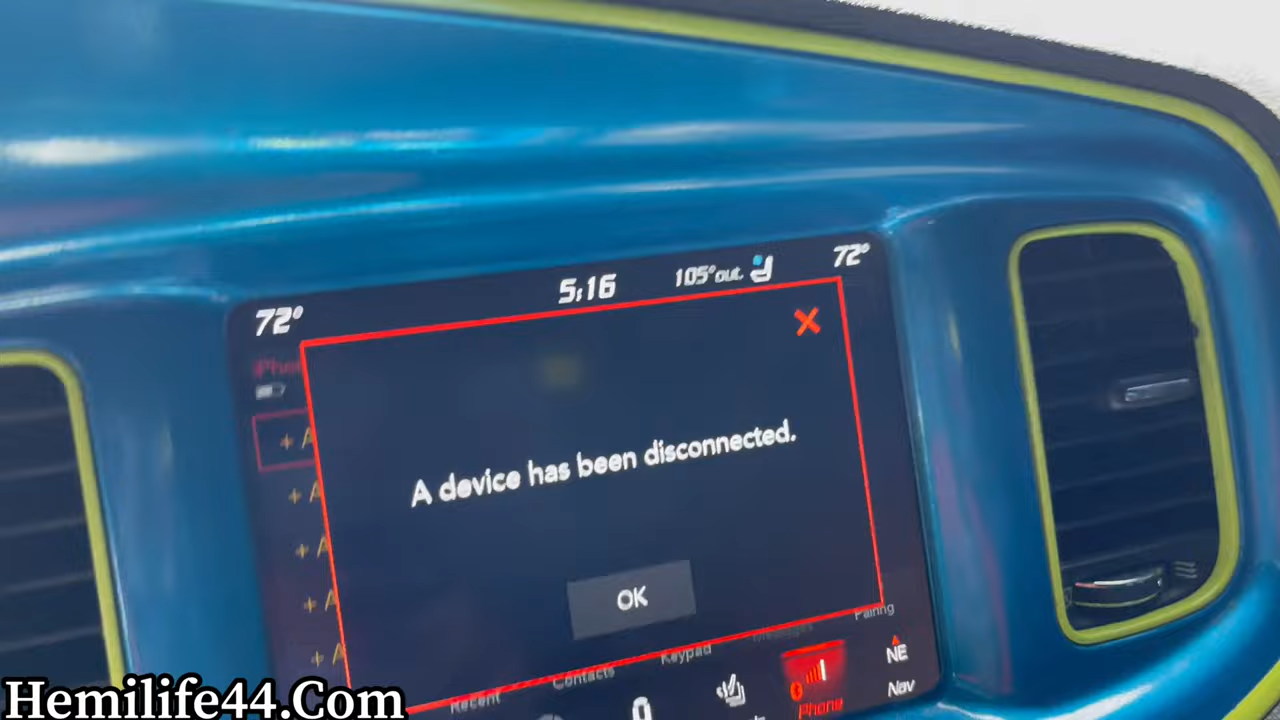 72° 5:16 105°out. 72°
A device has been disconnected.
OK
Recent Contacts Keypad Messages Pairing
Phone
NE
Nav
Hemilife44.Com